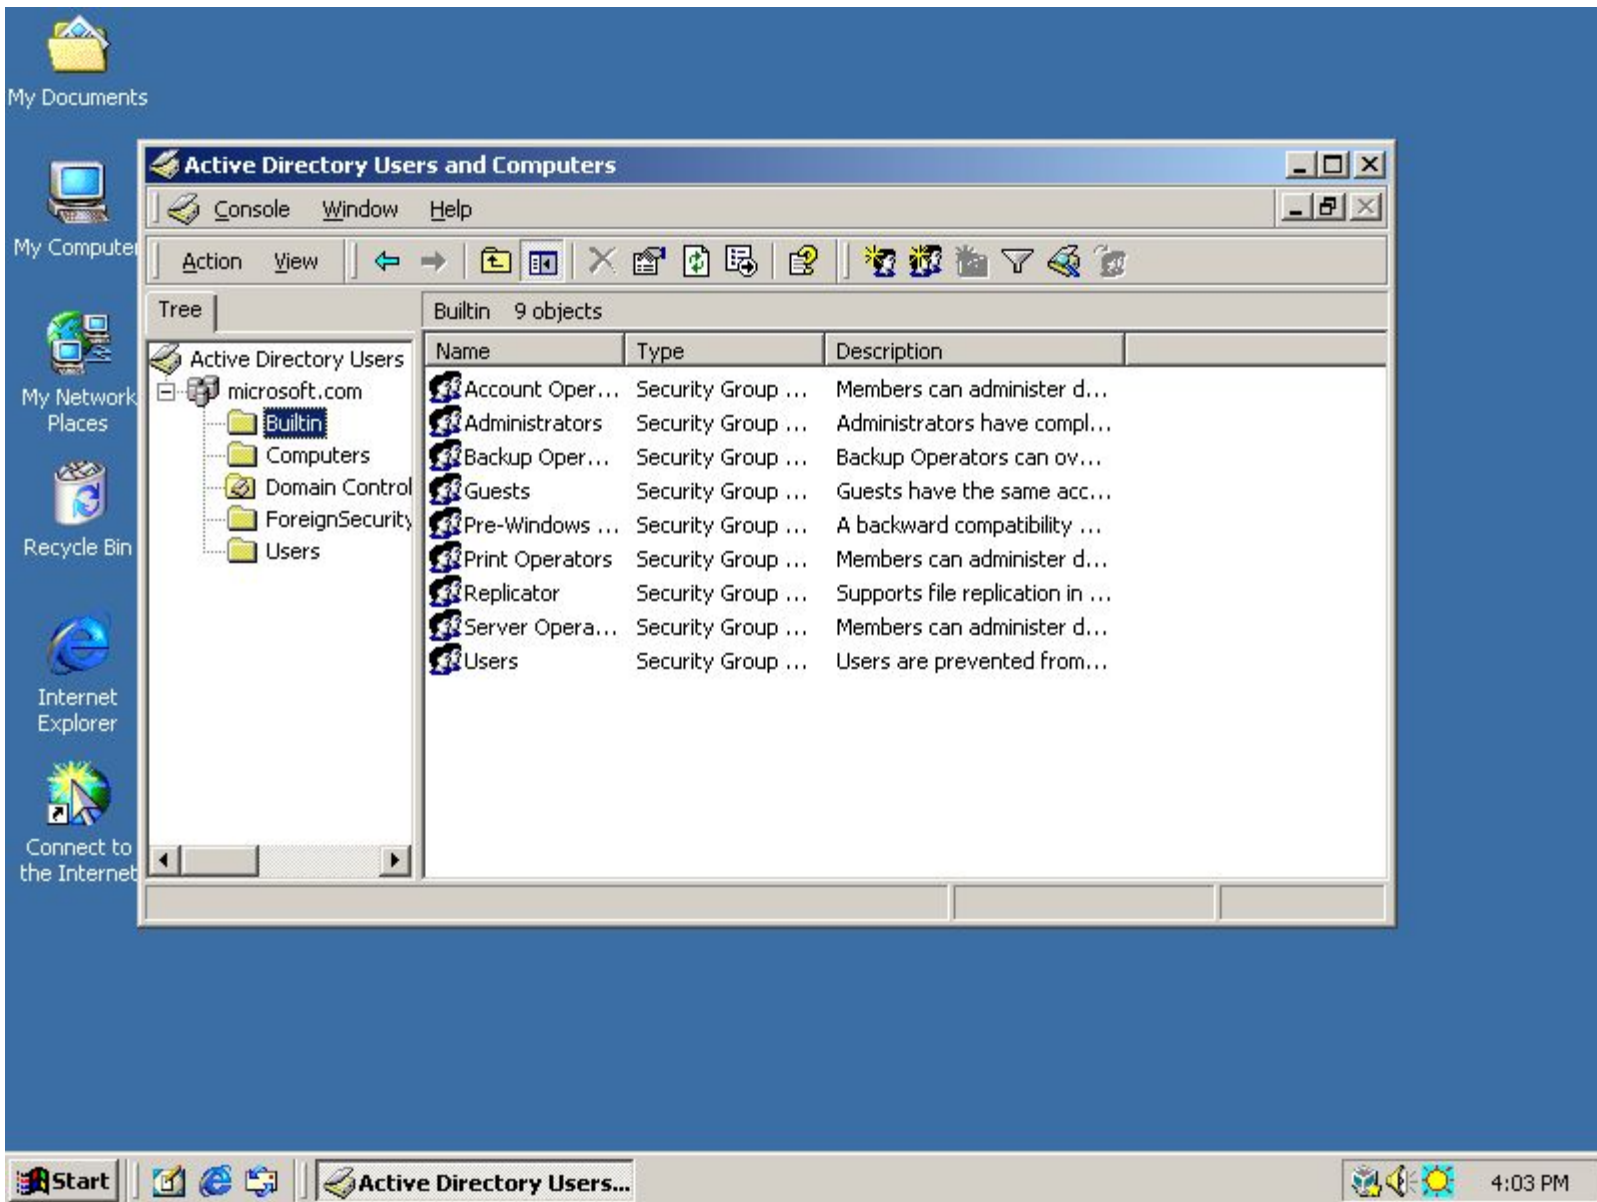 My Documents
My Computer
My Network
Places
Recycle Bin
Internet
Explorer
Connect to
the Internet
Active Directory Users and Computers
Console Window Help
Action View
Tree
Builtin 9 objects
Active Directory Users
microsoft.com
Builtin
Computers
Domain Control
ForeignSecurity
Users
Name Type Description
Account Oper... Security Group ... Members can administer d...
Administrators Security Group ... Administrators have compl...
Backup Oper... Security Group ... Backup Operators can ov...
Guests Security Group ... Guests have the same acc...
Pre-Windows ... Security Group ... A backward compatibility ...
Print Operators Security Group ... Members can administer d...
Replicator Security Group ... Supports file replication in ...
Server Opera... Security Group ... Members can administer d...
Users Security Group ... Users are prevented from...
Start Active Directory Users... 4:03 PM